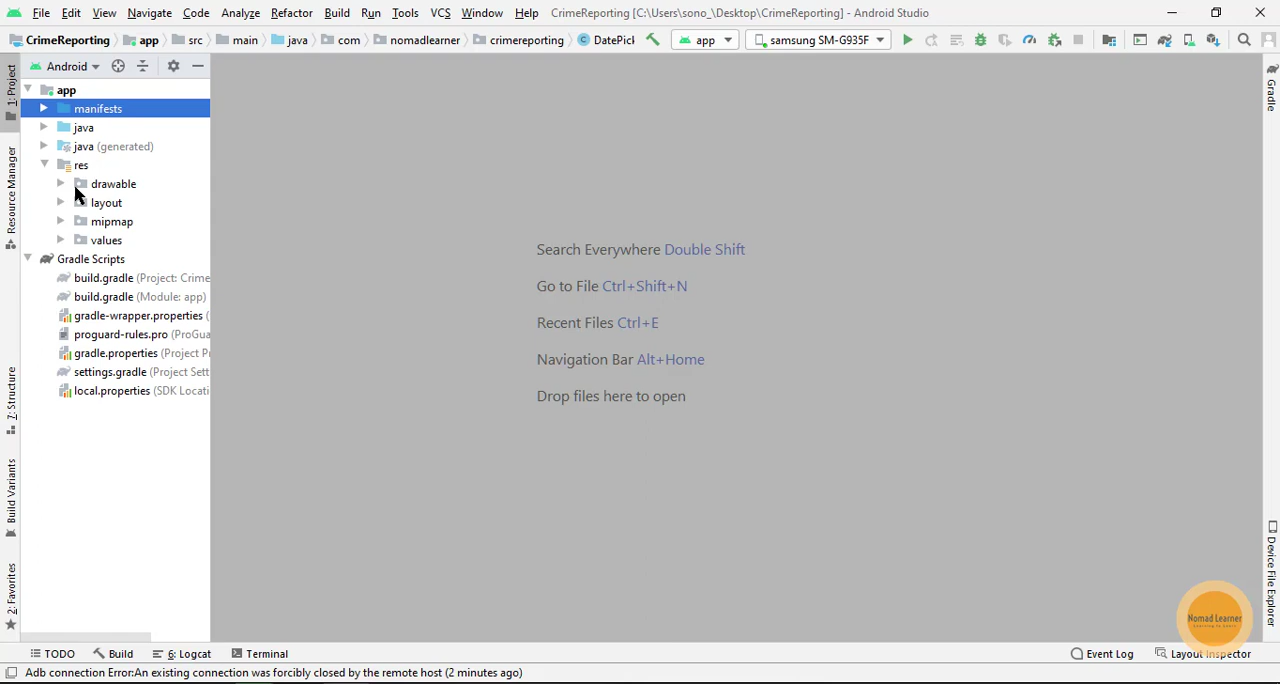 File Edit View Navigate Code Analyze Refactor Build Run Tools VCS Window Help CrimeReporting [C:\Users\sono_\Desktop\CrimeReporting] - Android Studio
CrimeReporting app src main java com nomadlearner crimereporting DatePick app samsung SM-G935F
1: Project
Resource Manager
7: Structure
Build Variants
2: Favorites
Android
app
manifests
java
java (generated)
res
drawable
layout
mipmap
values
Gradle Scripts
build.gradle (Project: Crime
build.gradle (Module: app)
gradle-wrapper.properties (
proguard-rules.pro (ProGua
gradle.properties (Project P
settings.gradle (Project Sett
local.properties (SDK Locati
Search Everywhere Double Shift
Go to File Ctrl+Shift+N
Recent Files Ctrl+E
Navigation Bar Alt+Home
Drop files here to open
Gradle
Device File Explorer
Nomad Learner
TODO Build 6: Logcat Terminal Event Log Layout Inspector
Adb connection Error:An existing connection was forcibly closed by the remote host (2 minutes ago)